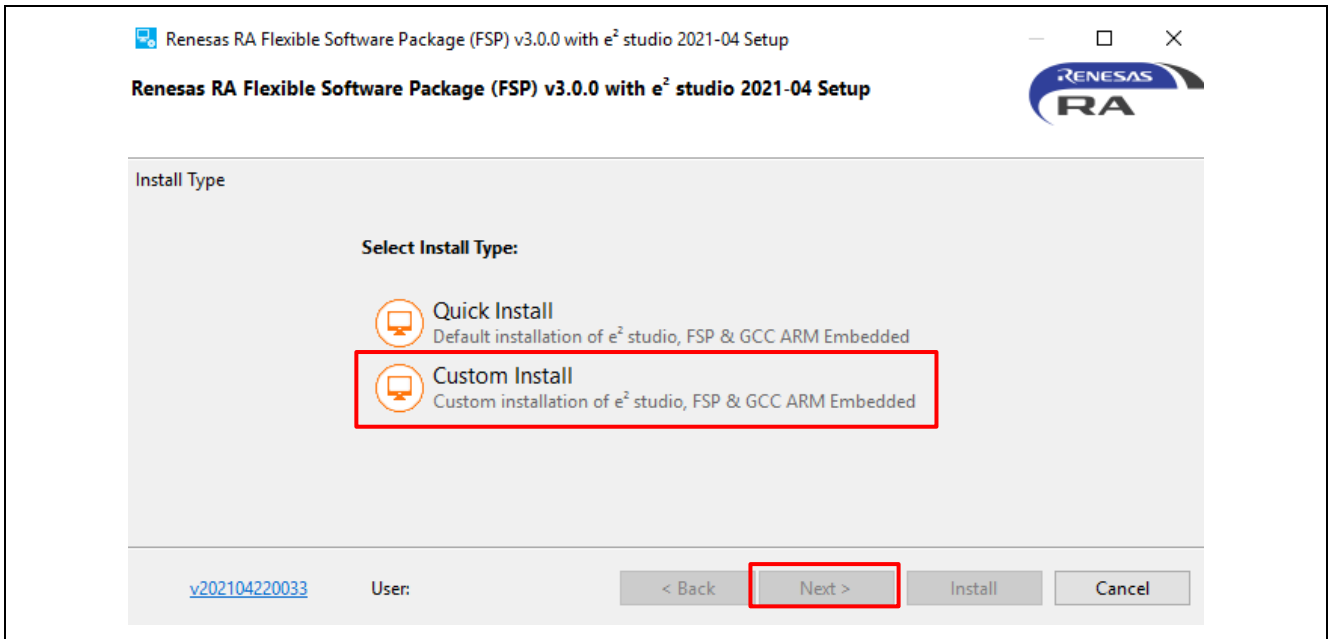 Renesas RA Flexible Software Package (FSP) v3.0.0 with e² studio 2021-04 Setup
Renesas RA Flexible Software Package (FSP) v3.0.0 with e² studio 2021-04 Setup
RENESAS
RA
Install Type
Select Install Type:
Quick Install
Default installation of e² studio, FSP & GCC ARM Embedded
Custom Install
Custom installation of e² studio, FSP & GCC ARM Embedded
v202104220033 User: < Back Next > Install Cancel